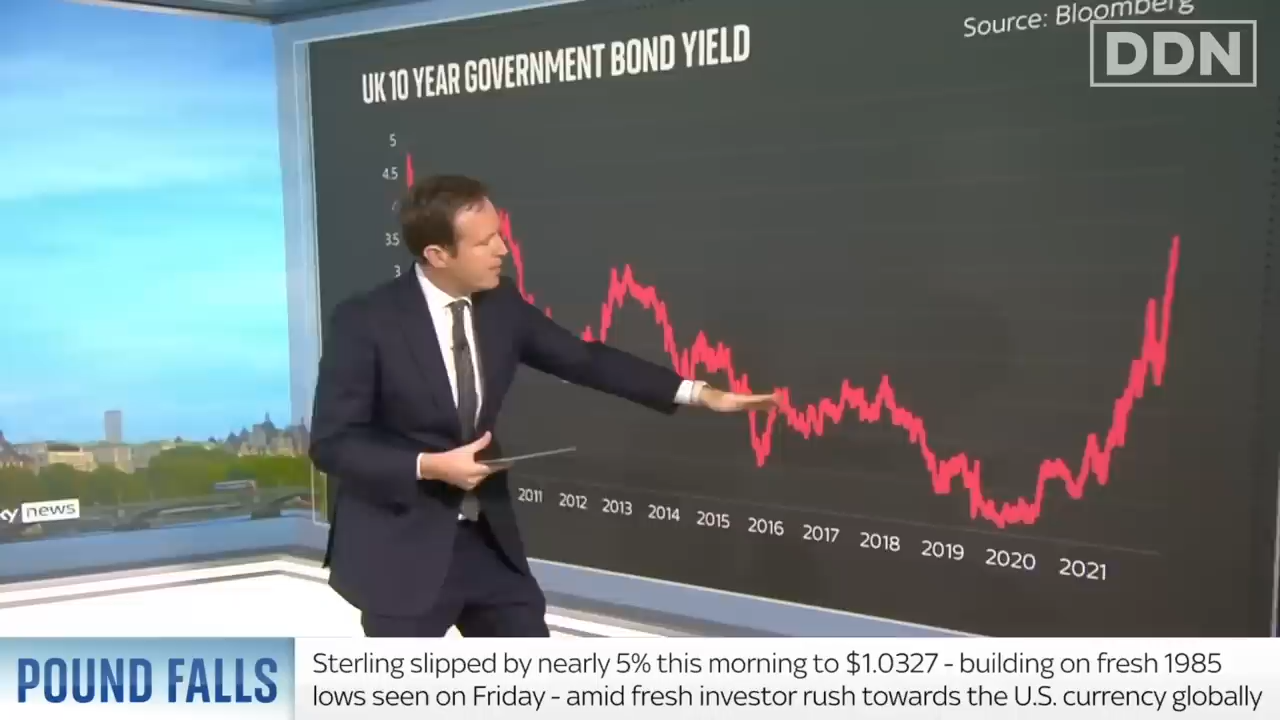 Source: Bloomberg
DDN
UK 10 YEAR GOVERNMENT BOND YIELD
5
4.5
3.5
3
2011 2012 2013 2014 2015 2016 2017 2018 2019 2020 2021
ky news
POUND FALLS
Sterling slipped by nearly 5% this morning to $1.0327 - building on fresh 1985
lows seen on Friday - amid fresh investor rush towards the U.S. currency globally